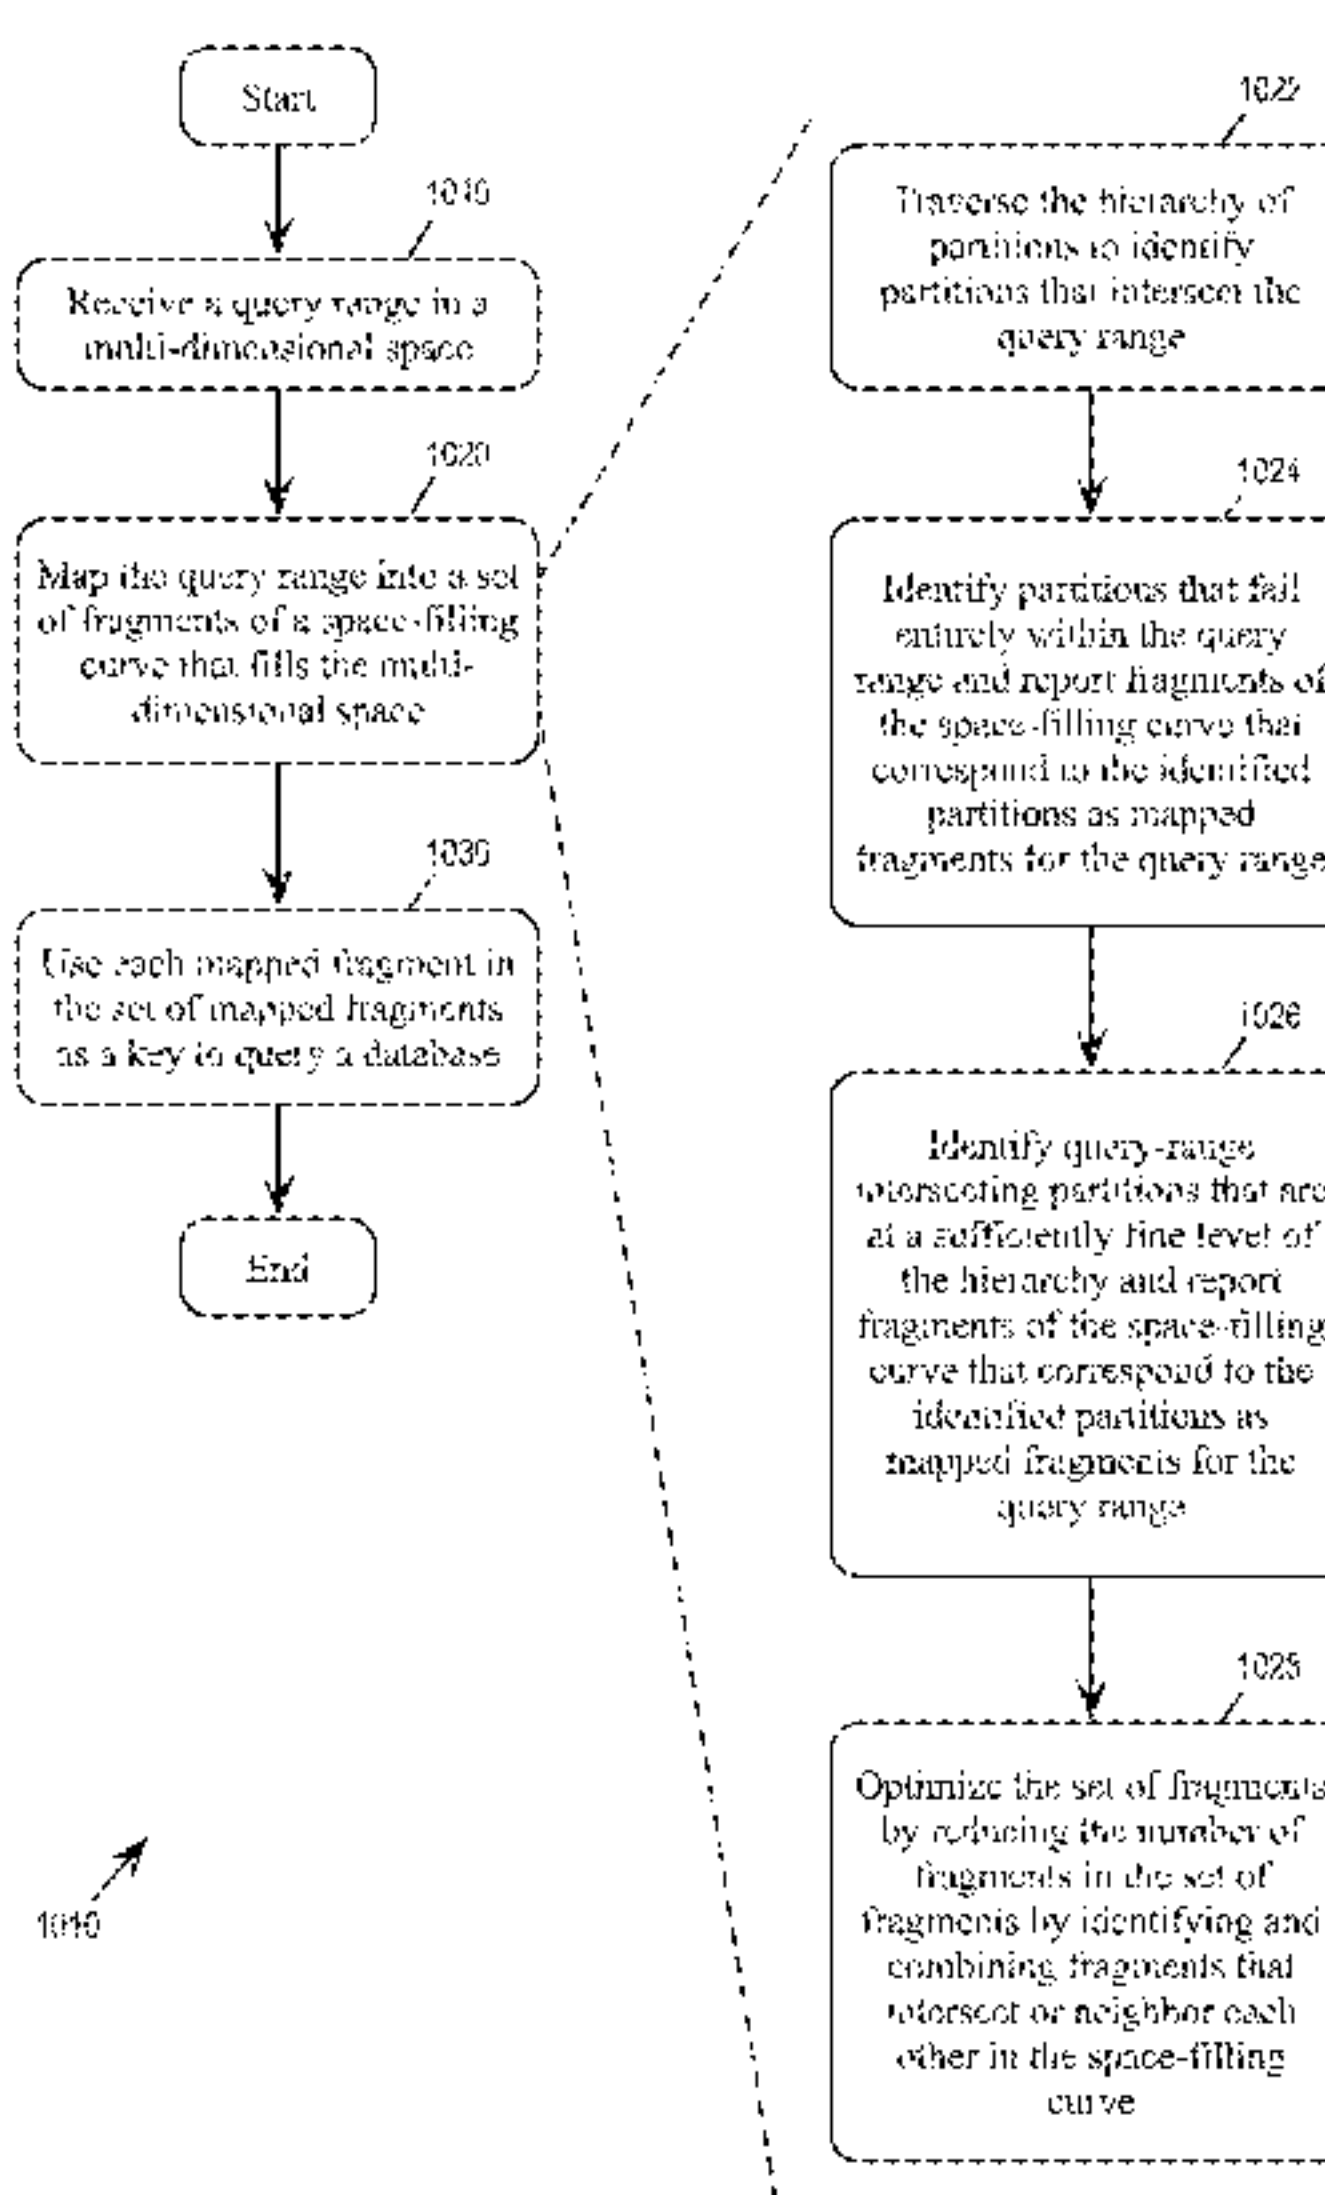 Start
1010
Receive a query range in a
multi-dimensional space
1020
Map the query range into a set
of fragments of a space-filling
curve that fills the multi-
dimensional space
1030
Use each mapped fragment in
the set of mapped fragments
as a key to query a database
End
1022
Traverse the hierarchy of
partitions to identify
partitions that intersect the
query range
1024
Identify partitions that fall
entirely within the query
range and report fragments of
the space-filling curve that
correspond to the identified
partitions as mapped
fragments for the query range
1026
Identify query-range
intersecting partitions that are
at a sufficiently fine level of
the hierarchy and report
fragments of the space-filling
curve that correspond to the
identified partitions as
mapped fragments for the
query range
1028
Optimize the set of fragments
by reducing the number of
fragments in the set of
fragments by identifying and
combining fragments that
intersect or neighbor each
other in the space-filling
curve